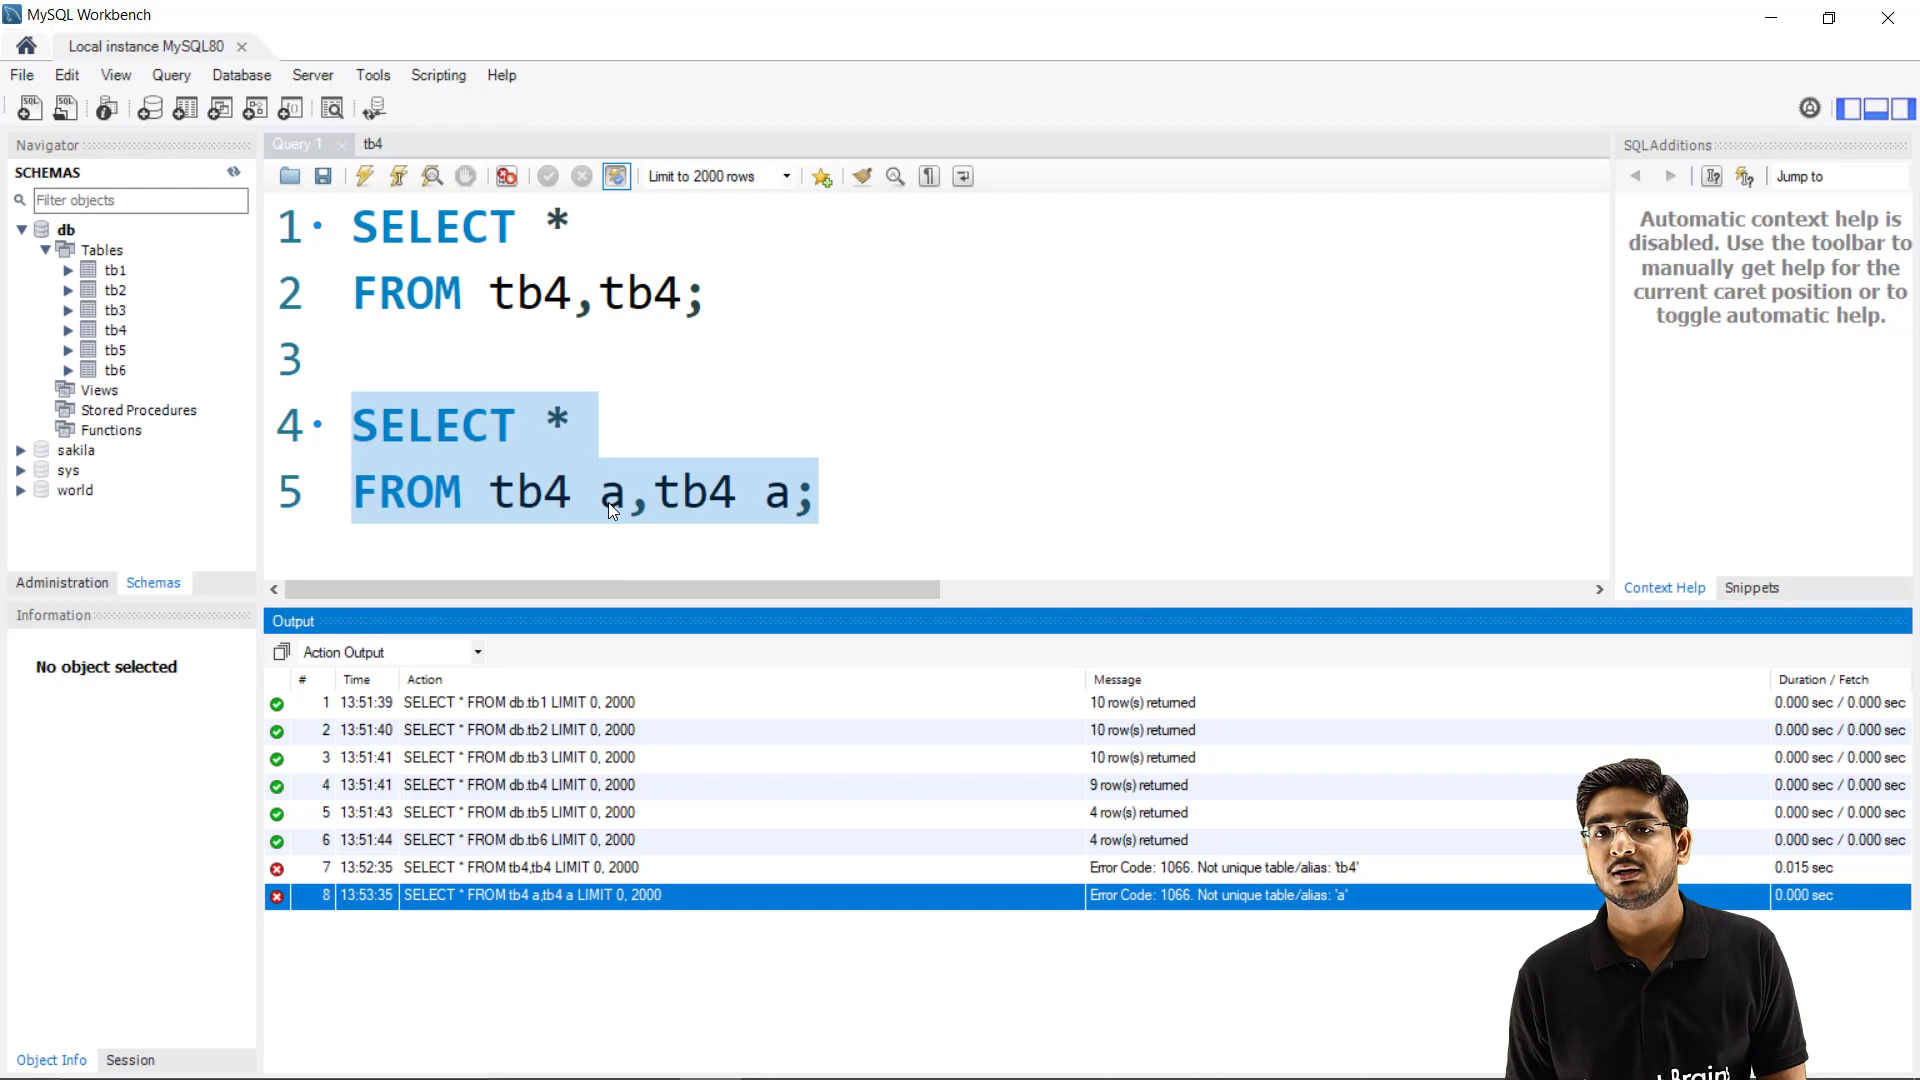 MySQL Workbench
Local instance MySQL80
File Edit View Query Database Server Tools Scripting Help
Navigator
SCHEMAS
Filter objects
db
Tables
tb1
tb2
tb3
tb4
tb5
tb6
Views
Stored Procedures
Functions
sakila
sys
world
Administration Schemas
Information
No object selected
Object Info Session
Query 1 tb4
Limit to 2000 rows
1 SELECT *
2 FROM tb4,tb4;
3
4 SELECT *
5 FROM tb4 a,tb4 a;
SQLAdditions
Jump to
Automatic context help is
disabled. Use the toolbar to
manually get help for the
current caret position or to
toggle automatic help.
Context Help Snippets
Output
Action Output
# Time Action Message Duration / Fetch
1 13:51:39 SELECT * FROM db.tb1 LIMIT 0, 2000 10 row(s) returned 0.000 sec / 0.000 sec
2 13:51:40 SELECT * FROM db.tb2 LIMIT 0, 2000 10 row(s) returned 0.000 sec / 0.000 sec
3 13:51:41 SELECT * FROM db.tb3 LIMIT 0, 2000 10 row(s) returned 0.000 sec / 0.000 sec
4 13:51:41 SELECT * FROM db.tb4 LIMIT 0, 2000 9 row(s) returned 0.000 sec / 0.000 sec
5 13:51:43 SELECT * FROM db.tb5 LIMIT 0, 2000 4 row(s) returned 0.000 sec / 0.000 sec
6 13:51:44 SELECT * FROM db.tb6 LIMIT 0, 2000 4 row(s) returned 0.000 sec / 0.000 sec
7 13:52:35 SELECT * FROM tb4,tb4 LIMIT 0, 2000 Error Code: 1066. Not unique table/alias: 'tb4' 0.015 sec
8 13:53:35 SELECT * FROM tb4 a,tb4 a LIMIT 0, 2000 Error Code: 1066. Not unique table/alias: 'a' 0.000 sec